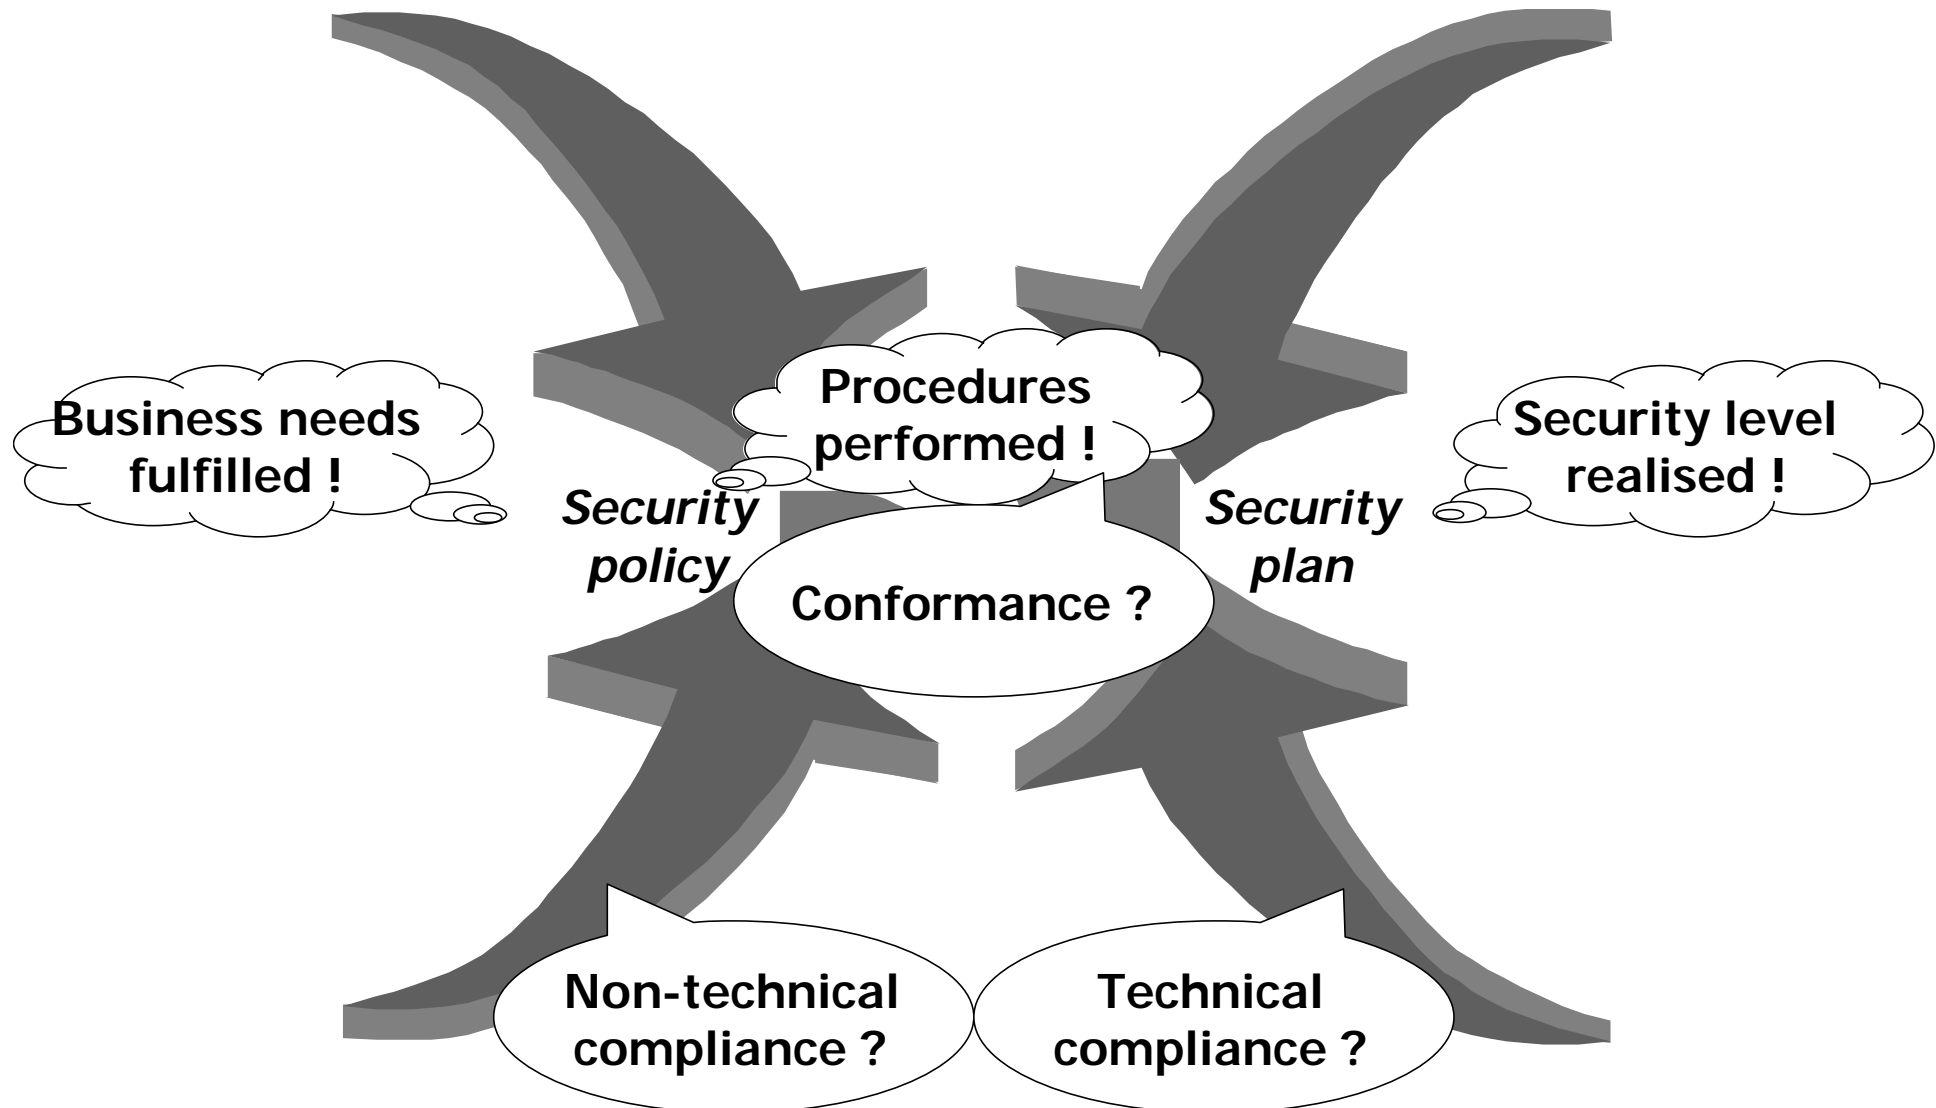 Business needs
fulfilled !
Procedures
performed !
Security level
realised !
Security
policy
Security
plan
Conformance ?
Non-technical
compliance ?
Technical
compliance ?